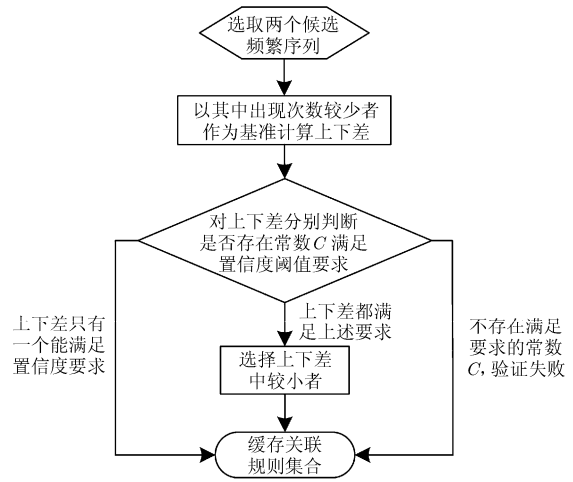 选取两个候选
频繁序列
以其中出现次数较少者
作为基准计算上下差
对上下差分别判断
是否存在常数C 满足
置信度阈值要求
上下差只有
一个能满足
置信度要求
上下差都满
足上述要求
不存在满足
要求的常数
C,验证失败
选择上下差
中较小者
缓存关联
规则集合